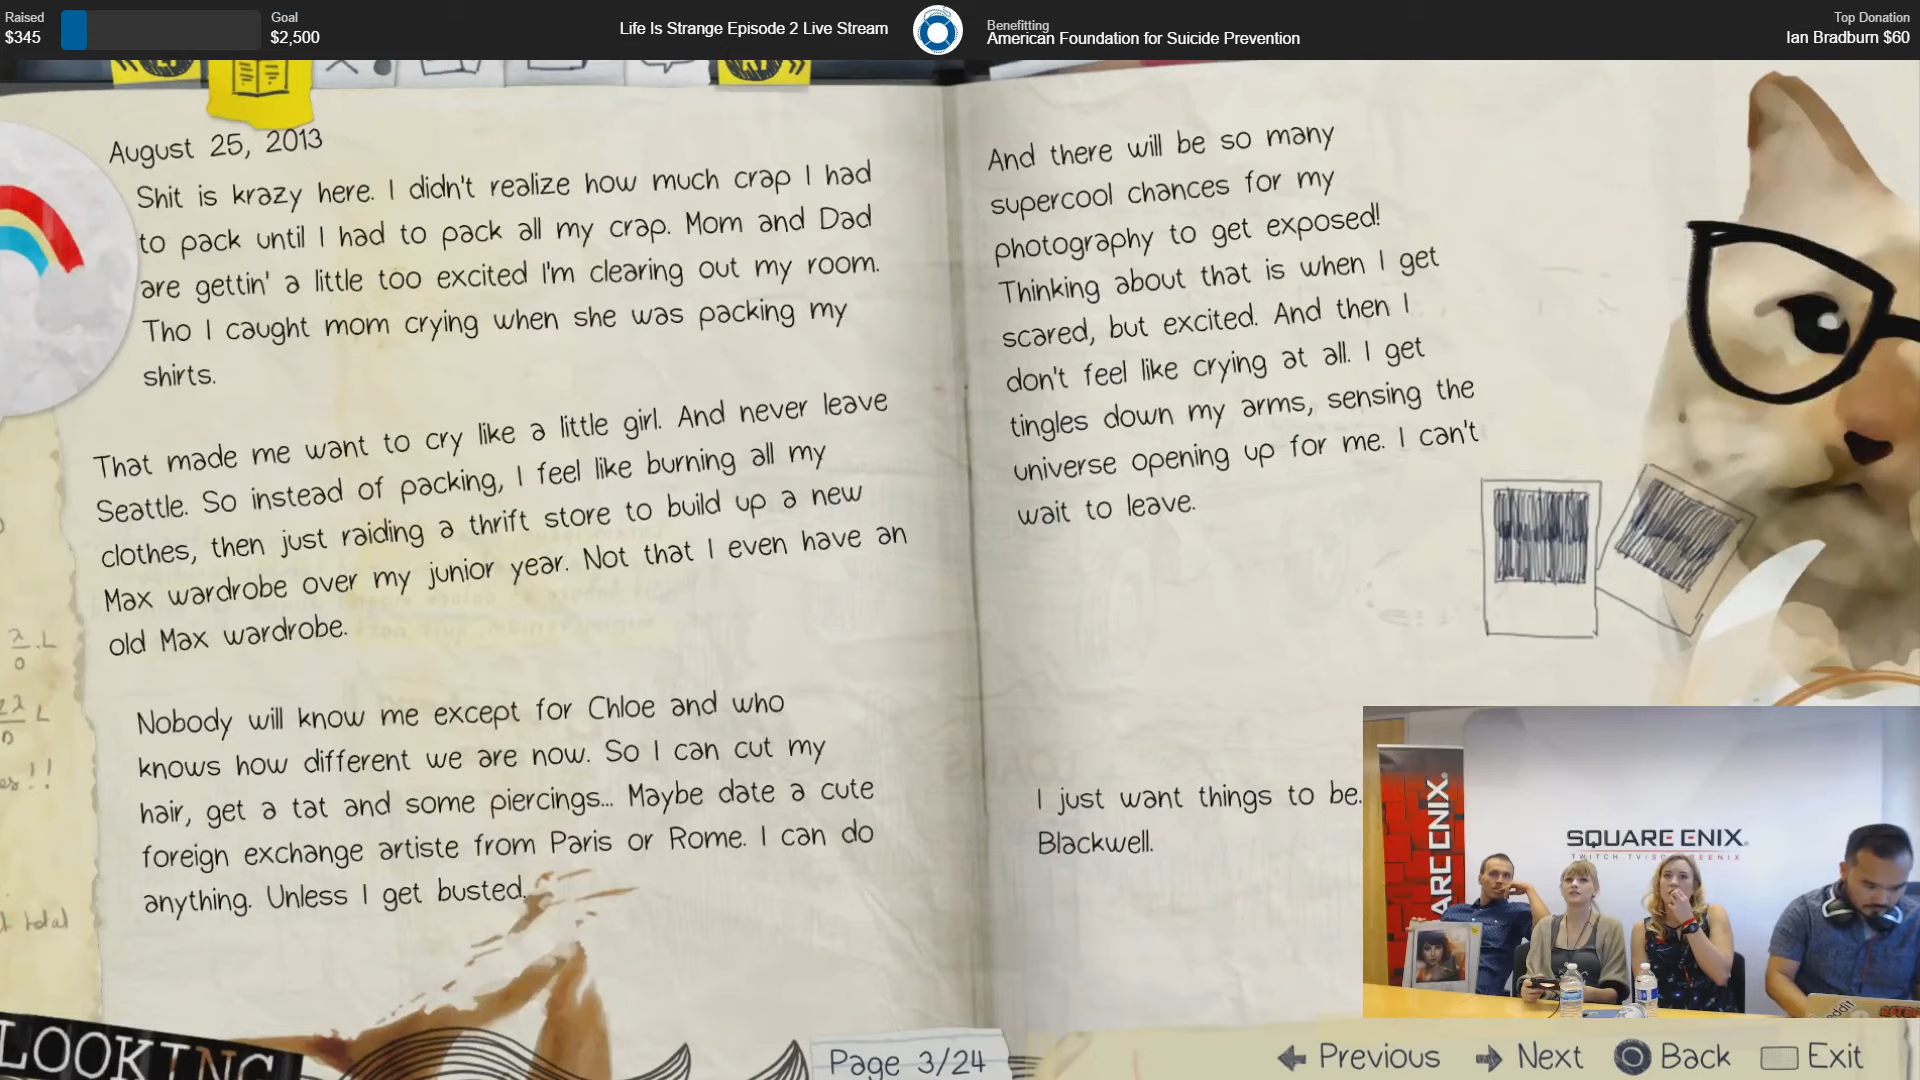 Raised
$345
Goal
$2,500
Life Is Strange Episode 2 Live Stream
Benefitting
American Foundation for Suicide Prevention
Top Donation
Ian Bradburn $60
August 25, 2013
Shit is krazy here. I didn't realize how much crap I had
to pack until I had to pack all my crap. Mom and Dad
are gettin' a little too excited I'm clearing out my room.
Tho I caught mom crying when she was packing my
shirts.
That made me want to cry like a little girl. And never leave
Seattle. So instead of packing, I feel like burning all my
clothes, then just raiding a thrift store to build up a new
Max wardrobe over my junior year. Not that I even have an
old Max wardrobe.
Nobody will know me except for Chloe and who
knows how different we are now. So I can cut my
hair, get a tat and some piercings... Maybe date a cute
foreign exchange artiste from Paris or Rome. I can do
anything. Unless I get busted.
And there will be so many
supercool chances for my
photography to get exposed!
Thinking about that is when I get
scared, but excited. And then I
don't feel like crying at all. I get
tingles down my arms, sensing the
universe opening up for me. I can't
wait to leave.
I just want things to be.
Blackwell.
SQUARE ENIX
TWITCH.TV/SQUAREENIX
ARE ENIX
LOOKING
Page 3/24
Previous
Next
Back
Exit